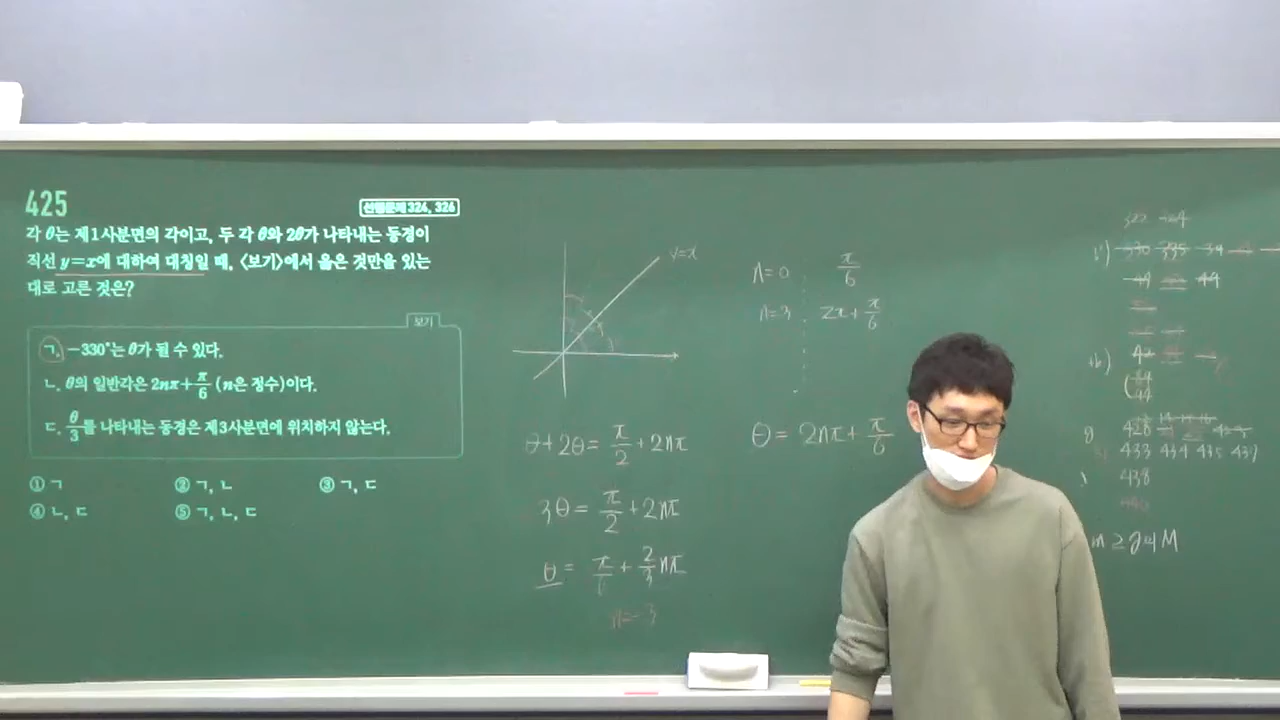 425
선행문제 324, 326
각 θ는 제1사분면의 각이고, 두 각 θ와 2θ가 나타내는 동경이
직선 y=x에 대하여 대칭일 때, 〈보기〉에서 옳은 것만을 있는
대로 고른 것은?
보기
ㄱ. −330°는 θ가 될 수 있다.
ㄴ. θ의 일반각은 2nπ+π/6 (n은 정수)이다.
ㄷ. θ/3를 나타내는 동경은 제3사분면에 위치하지 않는다.
① ㄱ ② ㄱ, ㄴ ③ ㄱ, ㄷ
④ ㄴ, ㄷ ⑤ ㄱ, ㄴ, ㄷ
y=x
θ+2θ= π/2 +2nπ
3θ= π/2 +2nπ
θ= π/6 + 2/3 nπ
n=-3
n=0 π/6
n=3 2π+ π/6
θ= 2nπ+ π/6
428
433 434 435 437
438
m ≥ g의 M